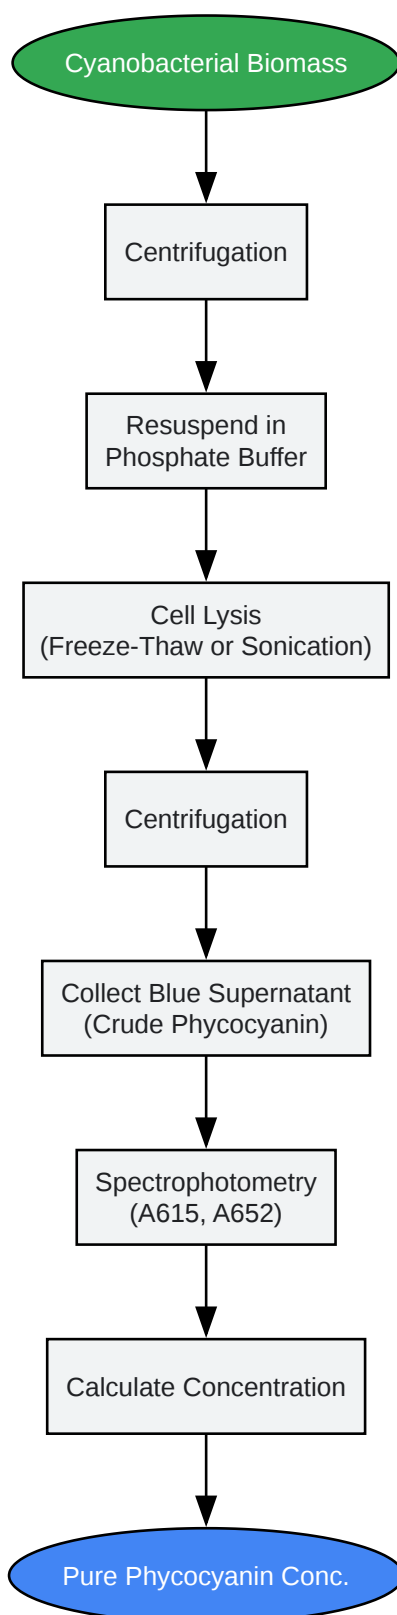 Cyanobacterial Biomass
Centrifugation
Resuspend in
Phosphate Buffer
Cell Lysis
(Freeze-Thaw or Sonication)
Centrifugation
Collect Blue Supernatant
(Crude Phycocyanin)
Spectrophotometry
(A615, A652)
Calculate Concentration
Pure Phycocyanin Conc.